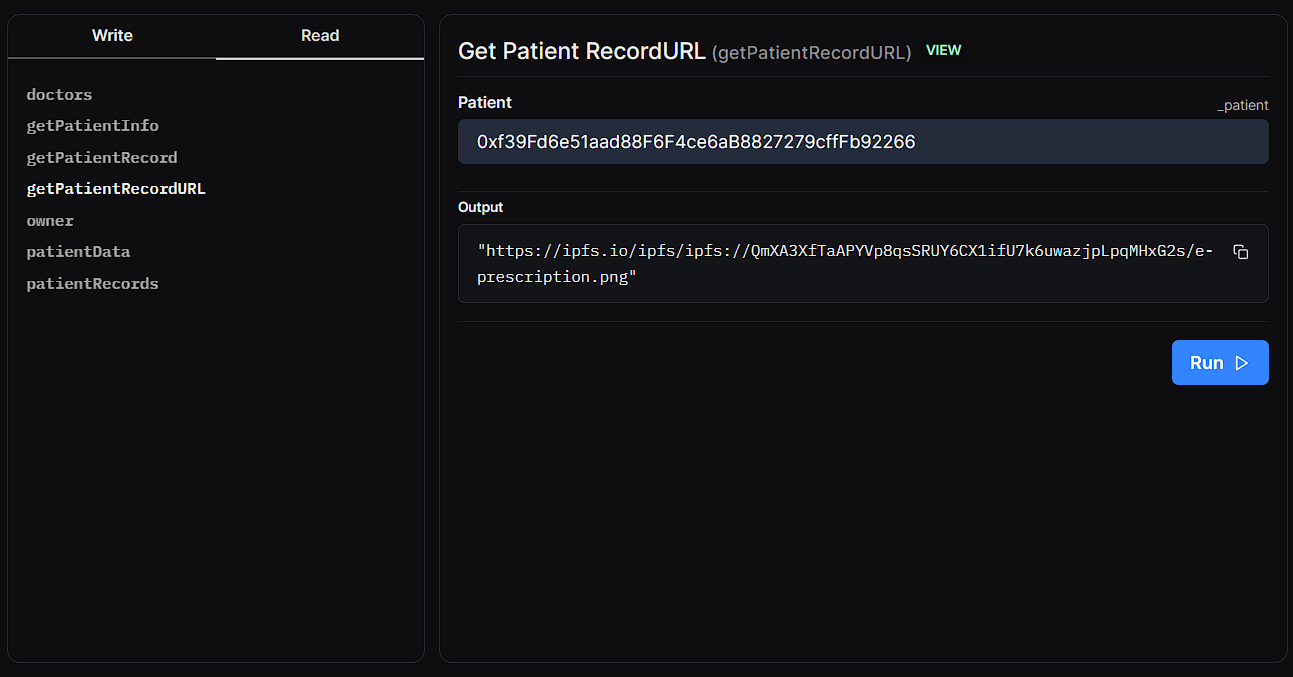 Write
Read
doctors
getPatientInfo
getPatientRecord
getPatientRecordURL
owner
patientData
patientRecords
Get Patient RecordURL (getPatientRecordURL) VIEW
Patient
_patient
0xf39Fd6e51aad88F6F4ce6aB8827279cffFb92266
Output
"https://ipfs.io/ipfs/ipfs://QmXA3XfTaAPYVp8qsSRUY6CX1ifU7k6uwazjpLpqMHxG2s/e-
prescription.png"
Run